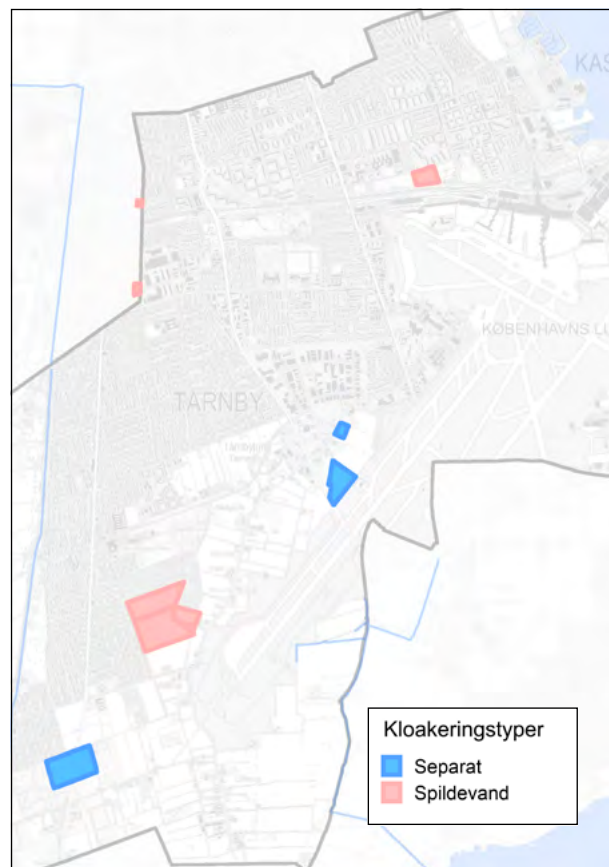 KAS
KØBENHAVNS LU
TÅRNBY
Kloakeringstyper
Separat
Spildevand